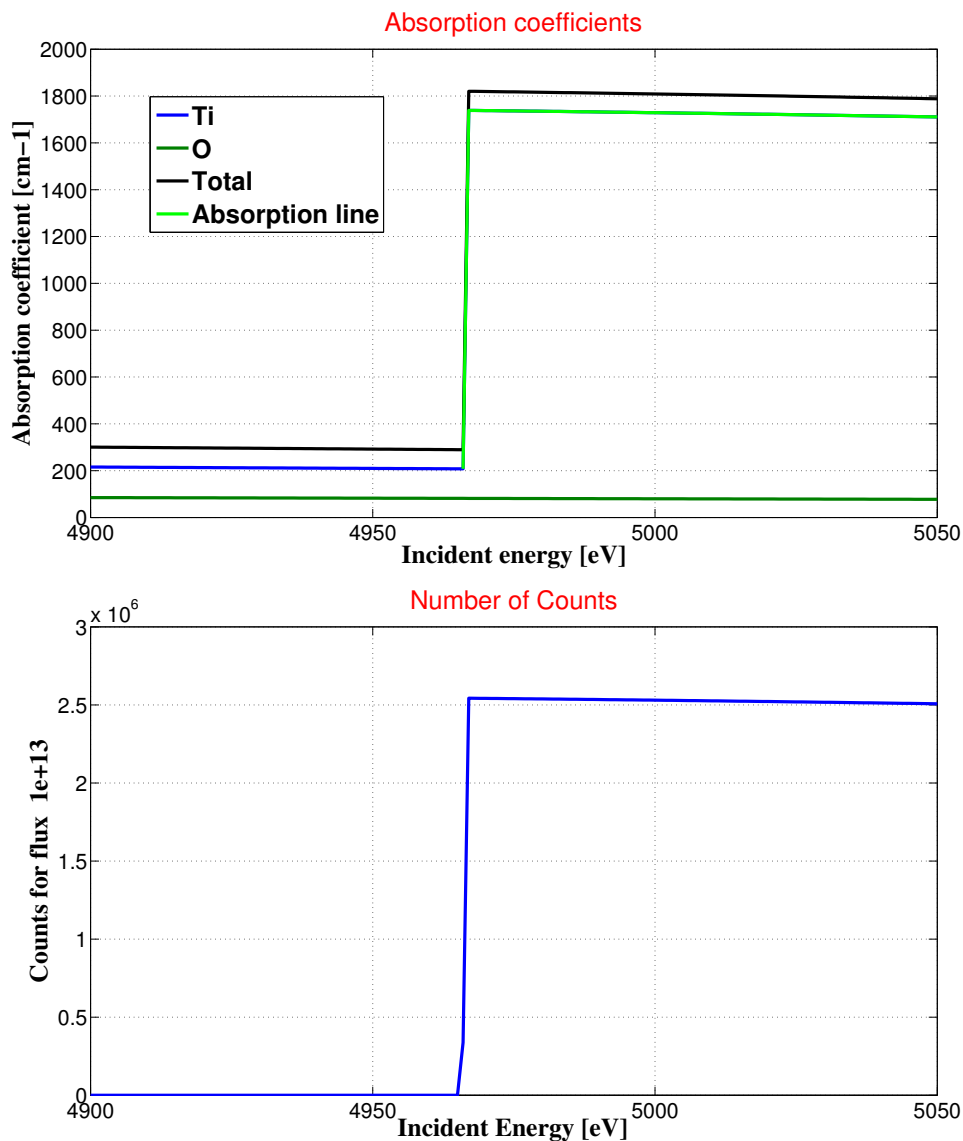 Absorption coefficients
Absorption coefficient [cm−1]
2000
1800
1600
1400
1200
1000
800
600
400
200
0
Ti
O
Total
Absorption line
4900
4950
5000
5050
Incident energy [eV]
Number of Counts
x 10^6
Counts for flux 1e+13
3
2.5
2
1.5
1
0.5
0
4900
4950
5000
5050
Incident Energy [eV]